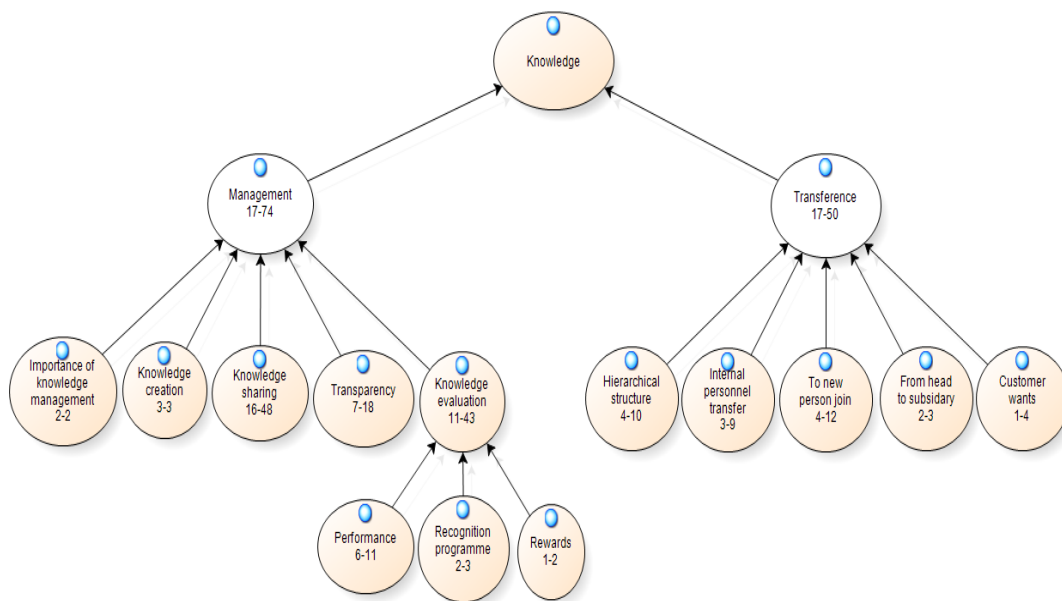 Knowledge
Management
17-74
Transference
17-50
Importance of
knowledge
management
2-2
Knowledge
creation
3-3
Knowledge
sharing
16-48
Transparency
7-18
Knowledge
evaluation
11-43
Hierarchical
structure
4-10
Internal
personnel
transfer
3-9
To new
person join
4-12
From head
to subsidary
2-3
Customer
wants
1-4
Performance
6-11
Recognition
programme
2-3
Rewards
1-2